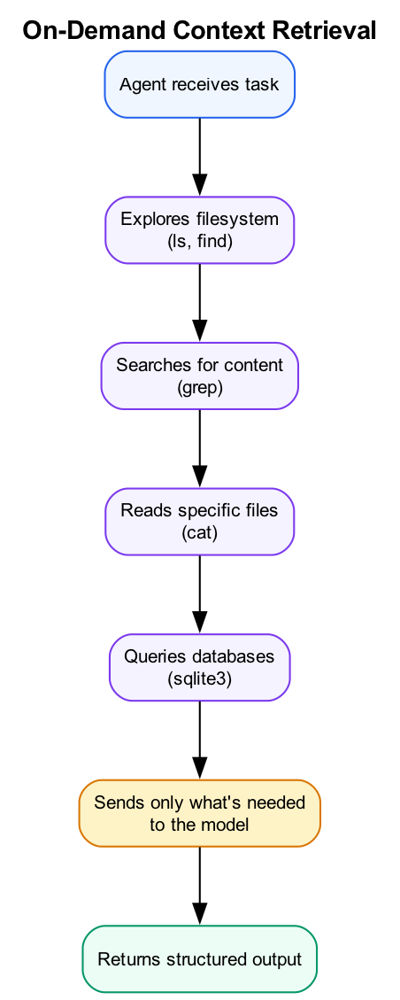 On-Demand Context Retrieval
Agent receives task
Explores filesystem
(ls, find)
Searches for content
(grep)
Reads specific files
(cat)
Queries databases
(sqlite3)
Sends only what's needed
to the model
Returns structured output